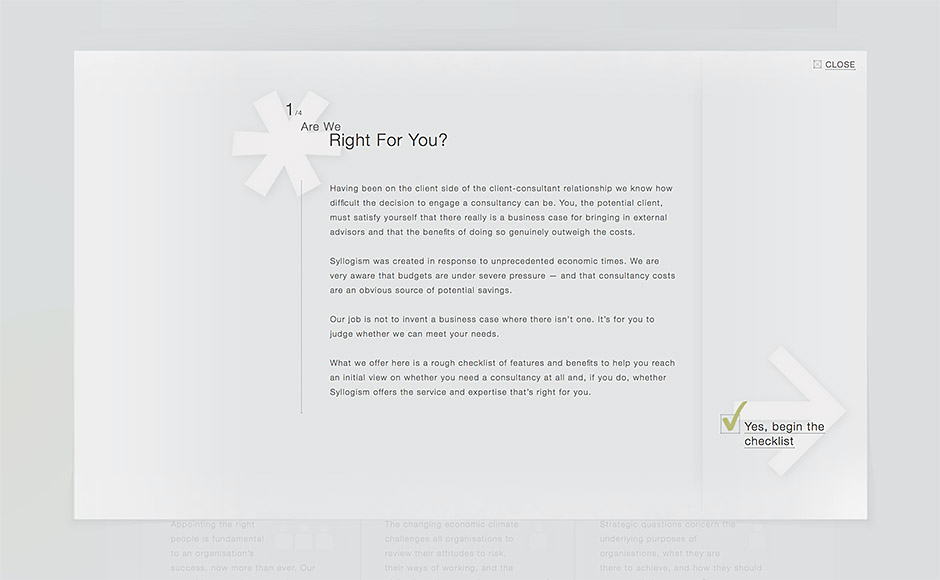 CLOSE
1/4
Are We
Right For You?
Having been on the client side of the client-consultant relationship we know how
difficult the decision to engage a consultancy can be. You, the potential client,
must satisfy yourself that there really is a business case for bringing in external
advisors and that the benefits of doing so genuinely outweigh the costs.
Syllogism was created in response to unprecedented economic times. We are
very aware that budgets are under severe pressure — and that consultancy costs
are an obvious source of potential savings.
Our job is not to invent a business case where there isn't one. It's for you to
judge whether we can meet your needs.
What we offer here is a rough checklist of features and benefits to help you reach
an initial view on whether you need a consultancy at all and, if you do, whether
Syllogism offers the service and expertise that's right for you.
Yes, begin the
checklist
Appointing the right
people is fundamental
to an organisation's
success, now more than ever. Our
The changing economic climate
challenges all organisations to
review their attitudes to risk,
their ways of working, and the
Strategic questions concern the
underlying purposes of
organisations, what they are
there to achieve, and how they should